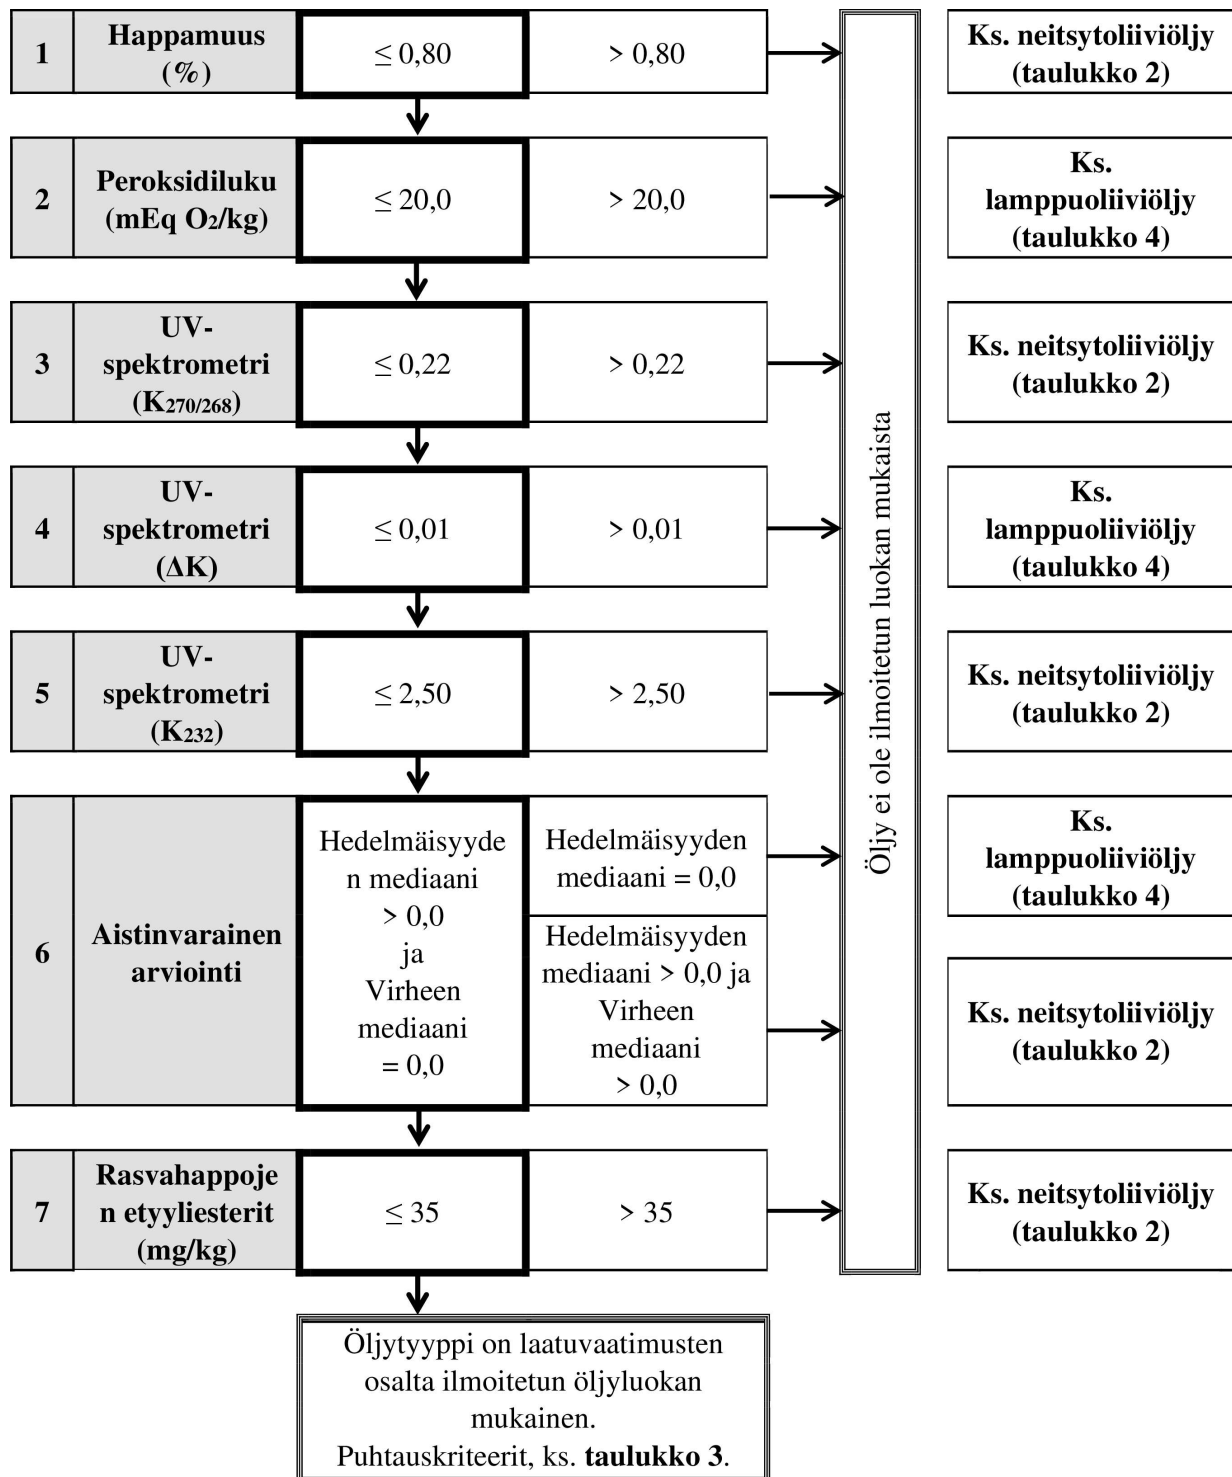 1
Happamuus
(%)
≤ 0,80
> 0,80
Ks. neitsytoliiviöljy
(taulukko 2)
2
Peroksidiluku
(mEq O₂/kg)
≤ 20,0
> 20,0
Ks.
lamppuoliiviöljy
(taulukko 4)
3
UV-
spektrometri
(K₂₇₀/₂₆₈)
≤ 0,22
> 0,22
Ks. neitsytoliiviöljy
(taulukko 2)
4
UV-
spektrometri
(ΔK)
≤ 0,01
> 0,01
Ks.
lamppuoliiviöljy
(taulukko 4)
5
UV-
spektrometri
(K₂₃₂)
≤ 2,50
> 2,50
Ks. neitsytoliiviöljy
(taulukko 2)
6
Aistinvarainen
arviointi
Hedelmäisyyde
n mediaani
> 0,0
ja
Virheen
mediaani
= 0,0
Hedelmäisyyden
mediaani = 0,0
Ks.
lamppuoliiviöljy
(taulukko 4)
Hedelmäisyyden
mediaani > 0,0 ja
Virheen
mediaani
> 0,0
Ks. neitsytoliiviöljy
(taulukko 2)
7
Rasvahappoje
n etyyliesterit
(mg/kg)
≤ 35
> 35
Ks. neitsytoliiviöljy
(taulukko 2)
Öljy ei ole ilmoitetun luokan mukaista
Öljytyyppi on laatuvaatimusten
osalta ilmoitetun öljyluokan
mukainen.
Puhtauskriteerit, ks. taulukko 3.